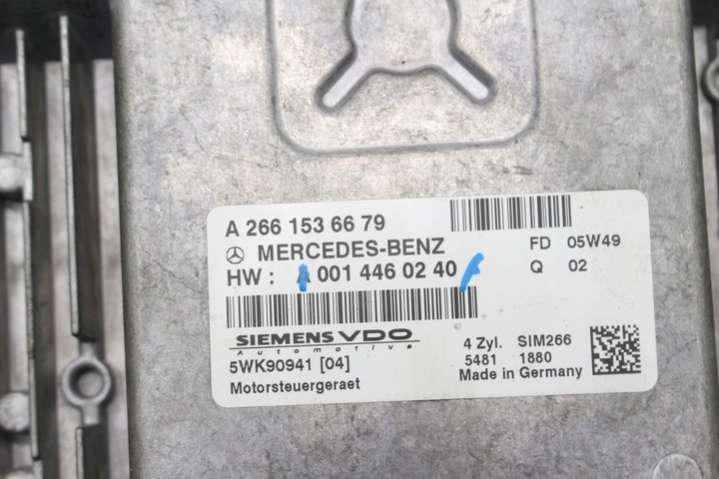 A 266 153 66 79
MERCEDES-BENZ
FD 05W49
HW : A 001 446 02 40
Q 02
SIEMENS VDO
Automotive
4 Zyl. SIM266
5WK90941 [04]
5481 1880
Motorsteuergeraet
Made in Germany